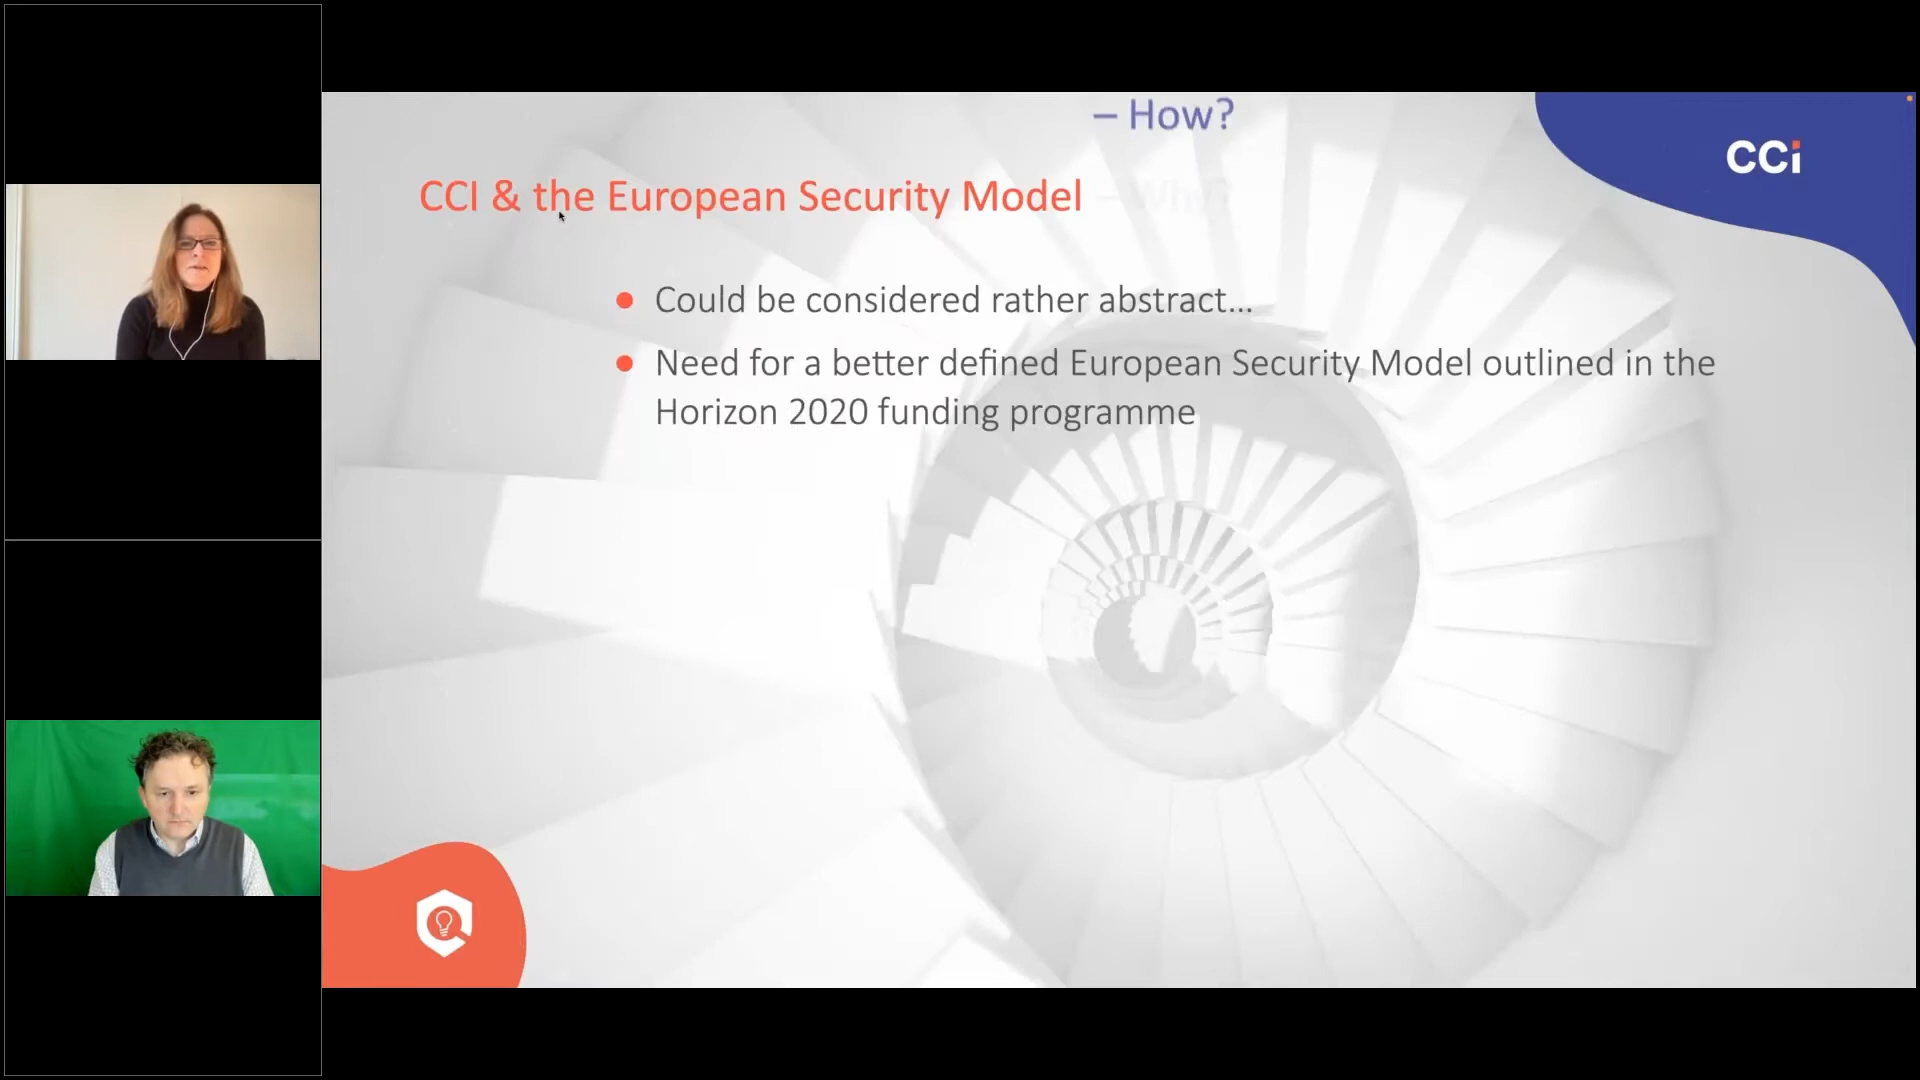 – How?
CCi
CCI & the European Security Model – Why?
Could be considered rather abstract...
Need for a better defined European Security Model outlined in the
Horizon 2020 funding programme